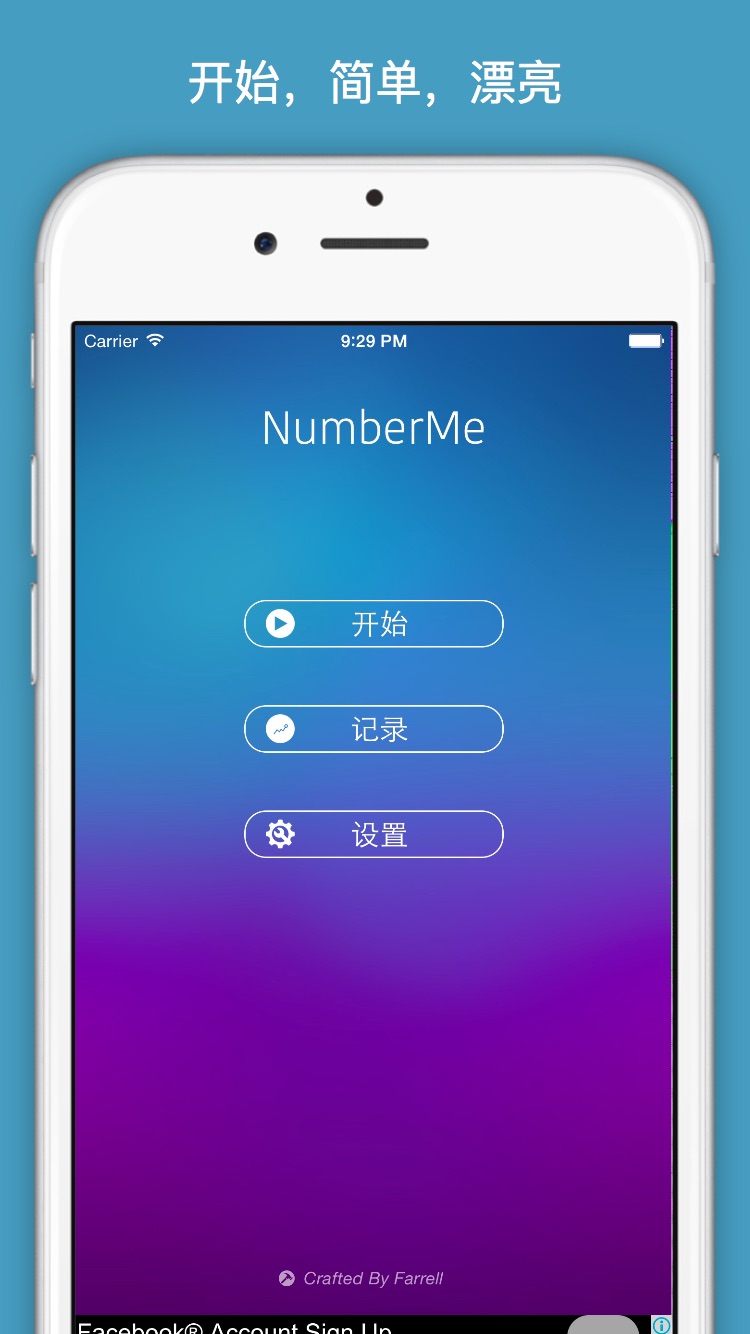 开始，简单，漂亮
Carrier 9:29 PM
NumberMe
开始
记录
设置
Crafted By Farrell
Facebook® Account Sign Up